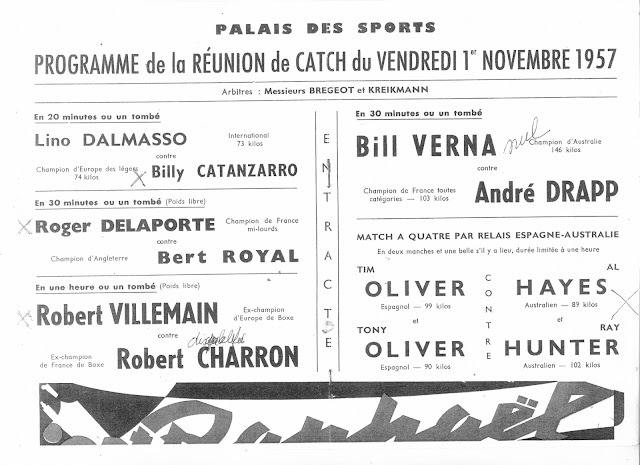 PALAIS DES SPORTS
PROGRAMME de la RÉUNION de CATCH du VENDREDI 1er NOVEMBRE 1957
Arbitres : Messieurs BREGEOT et KREIKMANN
En 20 minutes ou un tombé
Lino DALMASSO
International
73 kilos
contre
Champion d'Europe des légers
74 kilos
X Billy CATANZARRO
En 30 minutes ou un tombé (Poids libre)
X Roger DELAPORTE
Champion de France
mi-lourds
contre
Champion d'Angleterre
Bert ROYAL
En une heure ou un tombé (Poids libre)
X Robert VILLEMAIN
Ex-champion
d'Europe de Boxe
contre
Ex-champion
de France de Boxe
Robert CHARRON
ENTRACTE
En 30 minutes ou un tombé
Bill VERNA
nul
Champion d'Australie
146 kilos
contre
Champion de France toutes
catégories — 103 kilos
André DRAPP
MATCH A QUATRE PAR RELAIS ESPAGNE-AUSTRALIE
En deux manches et une belle s'il y a lieu, durée limitée à une heure
TIM
OLIVER
Espagnol — 99 kilos
et
TONY
OLIVER
Espagnol — 90 kilos
CONTRE
AL
HAYES X
Australien — 89 kilos
et
RAY
HUNTER
Australien — 102 kilos
Raphaël